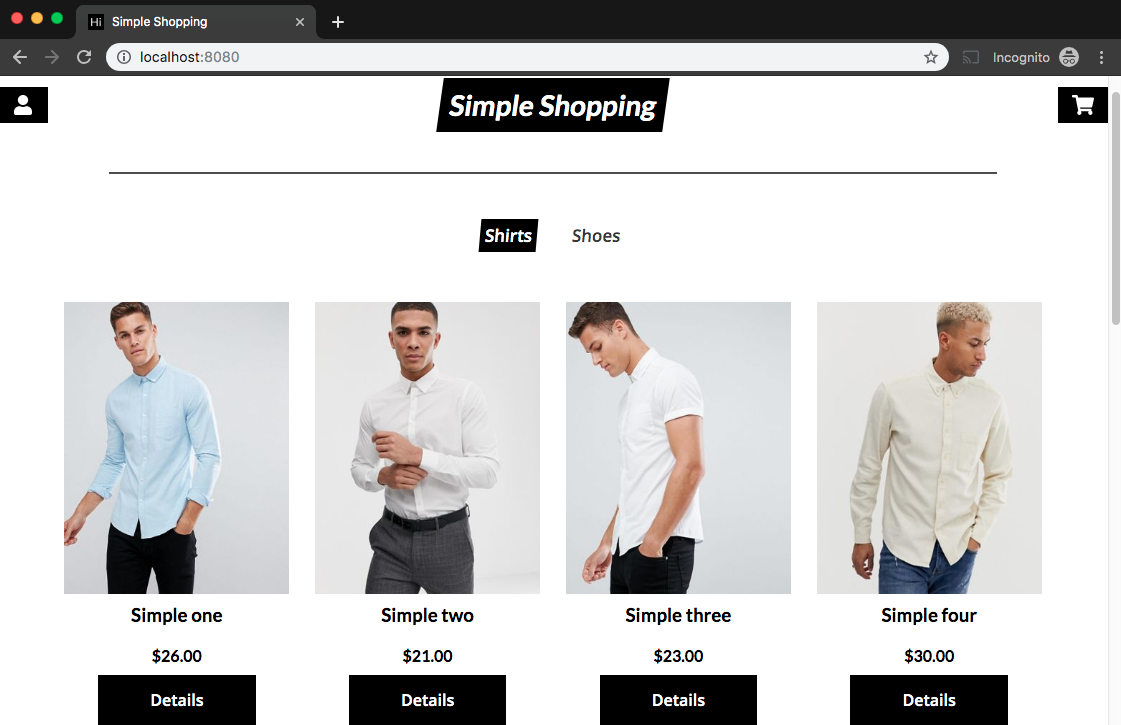 Hi Simple Shopping
localhost:8080
Incognito
Simple Shopping
Shirts Shoes
Simple one Simple two Simple three Simple four
$26.00 $21.00 $23.00 $30.00
Details Details Details Details